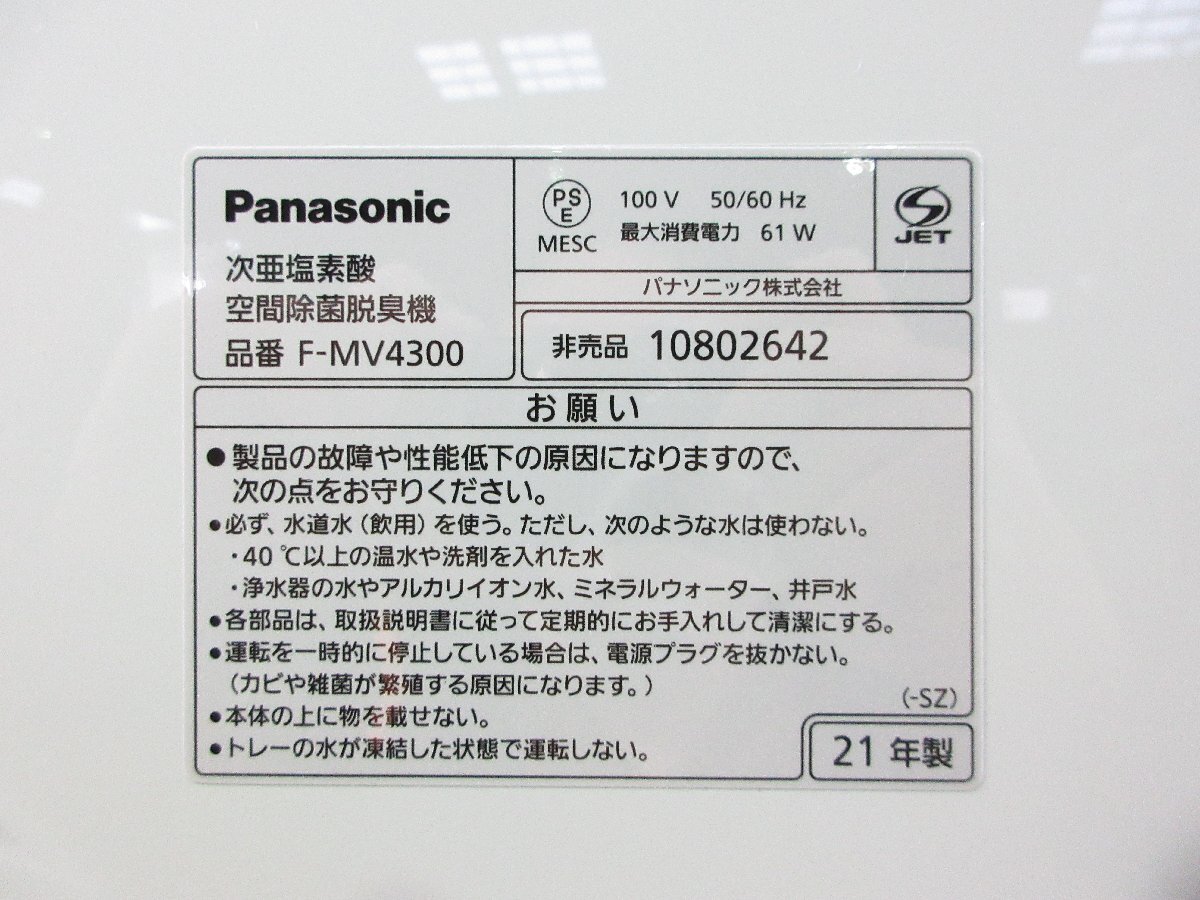 Panasonic
次亜塩素酸
空間除菌脱臭機
品番 F-MV4300
PS
E
MESC
100 V 50/60 Hz
最大消費電力 61 W
JET
パナソニック株式会社
非売品 10802642
お願い
●製品の故障や性能低下の原因になりますので、
次の点をお守りください。
●必ず、水道水（飲用）を使う。ただし、次のような水は使わない。
・40 ℃以上の温水や洗剤を入れた水
・浄水器の水やアルカリイオン水、ミネラルウォーター、井戸水
●各部品は、取扱説明書に従って定期的にお手入れして清潔にする。
●運転を一時的に停止している場合は、電源プラグを抜かない。
（カビや雑菌が繁殖する原因になります。）
●本体の上に物を載せない。
●トレーの水が凍結した状態で運転しない。
(-SZ)
21 年製